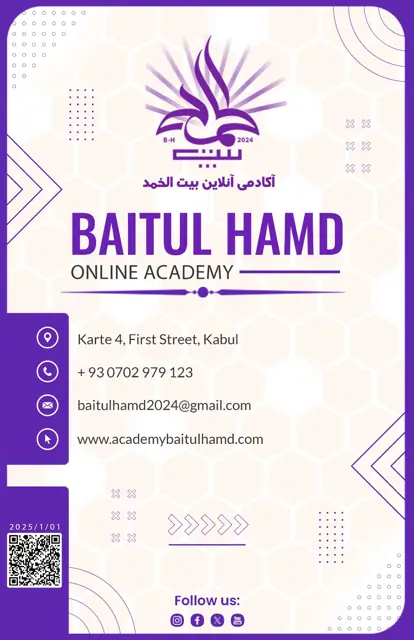 B-H 2024
بیت
آکادمی آنلاین بیت الحمد
BAITUL HAMD
ONLINE ACADEMY
Karte 4, First Street, Kabul
+ 93 0702 979 123
baitulhamd2024@gmail.com
www.academybaitulhamd.com
2025/1/01
Follow us: